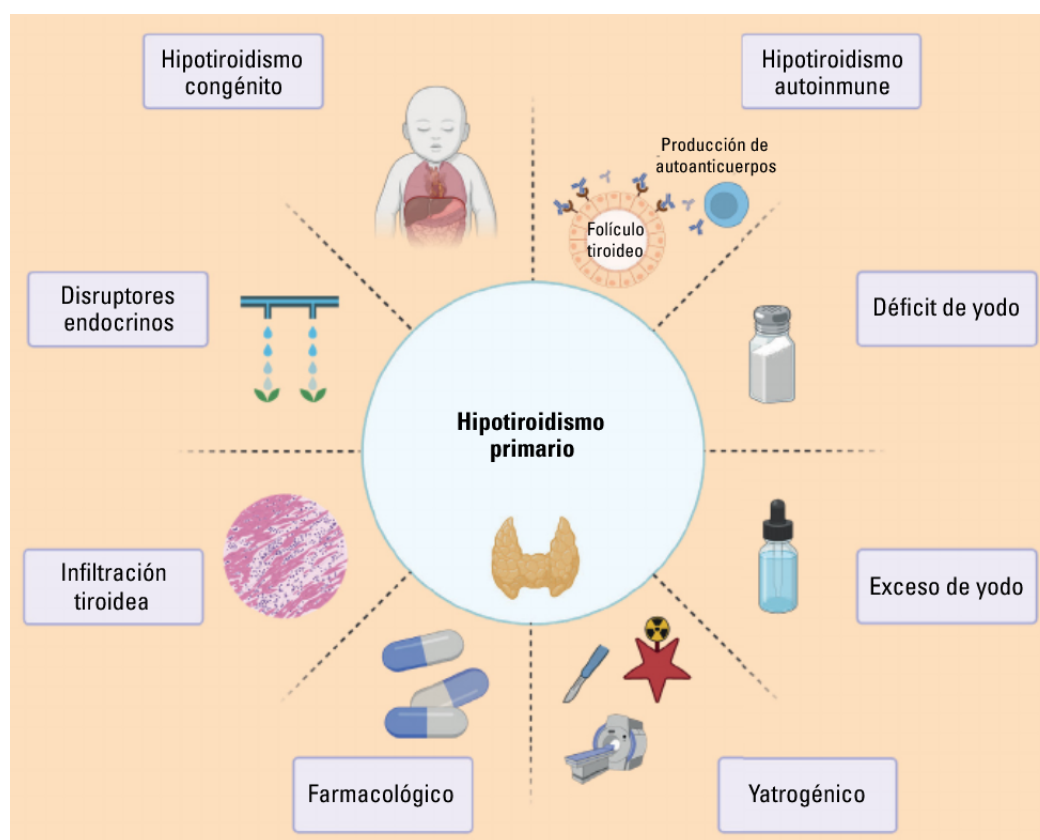 Hipotiroidismo
congénito
Hipotiroidismo
autoinmune
Producción de
autoanticuerpos
Folículo
tiroideo
Disruptores
endocrinos
Déficit de yodo
Hipotiroidismo
primario
Infiltración
tiroidea
Exceso de yodo
Farmacológico
Yatrogénico